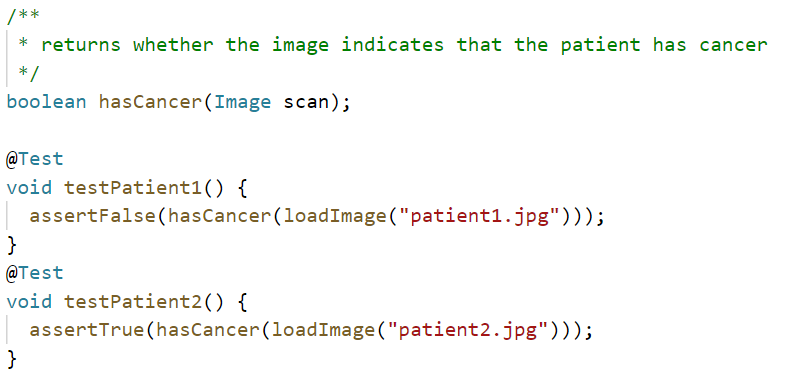 /**
 * returns whether the image indicates that the patient has cancer
 */
boolean hasCancer(Image scan);

@Test
void testPatient1() {
  assertFalse(hasCancer(loadImage("patient1.jpg")));
}
@Test
void testPatient2() {
  assertTrue(hasCancer(loadImage("patient2.jpg")));
}